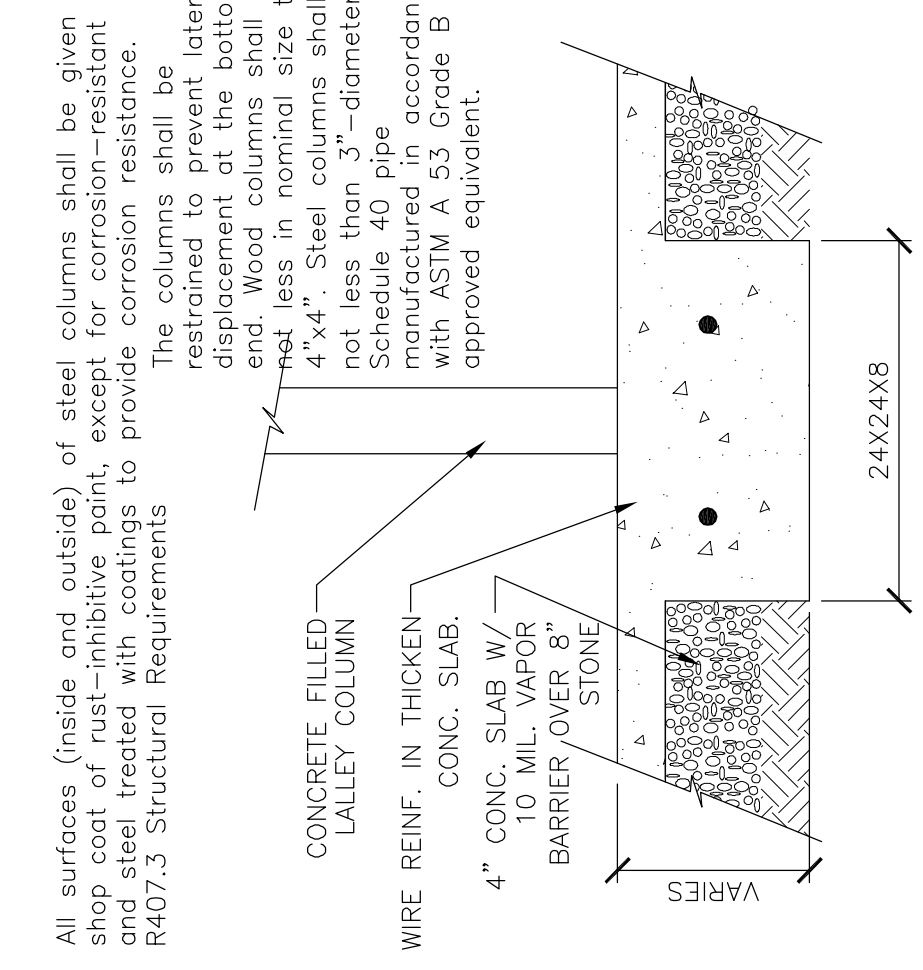 All surfaces (inside and outside) of steel columns shall be given
shop coat of rust-inhibitive paint, except for corrosion-resistant
and steel treated with coatings to provide corrosion resistance.
R407.3 Structural Requirements
The columns shall be
restrained to prevent later
displacement at the botto
end. Wood columns shall
not less in nominal size t
4"x4". Steel columns shall
not less than 3"-diameter
Schedule 40 pipe
manufactured in accordan
with ASTM A 53 Grade B
approved equivalent.
CONCRETE FILLED
LALLEY COLUMN
WIRE REINF. IN THICKEN
CONC. SLAB.
4" CONC. SLAB W/
10 MIL. VAPOR
BARRIER OVER 8"
STONE
24X24X8
VARIES